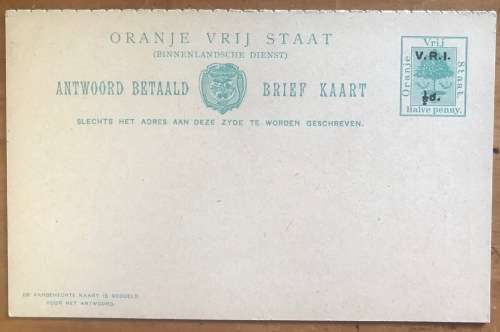 ORANJE VRIJ STAAT
(BINNENLANDSCHE DIENST)
ANTWOORD BETAALD BRIEF KAART
SLECHTS HET ADRES AAN DEZE ZYDE TE WORDEN GESCHREVEN.
Oranje Vrij Staat.
V.R.I.
½d.
Halve penny.
DE AANGEHECHTE KAART IS BEDOELD
VOOR HET ANTWOORD.